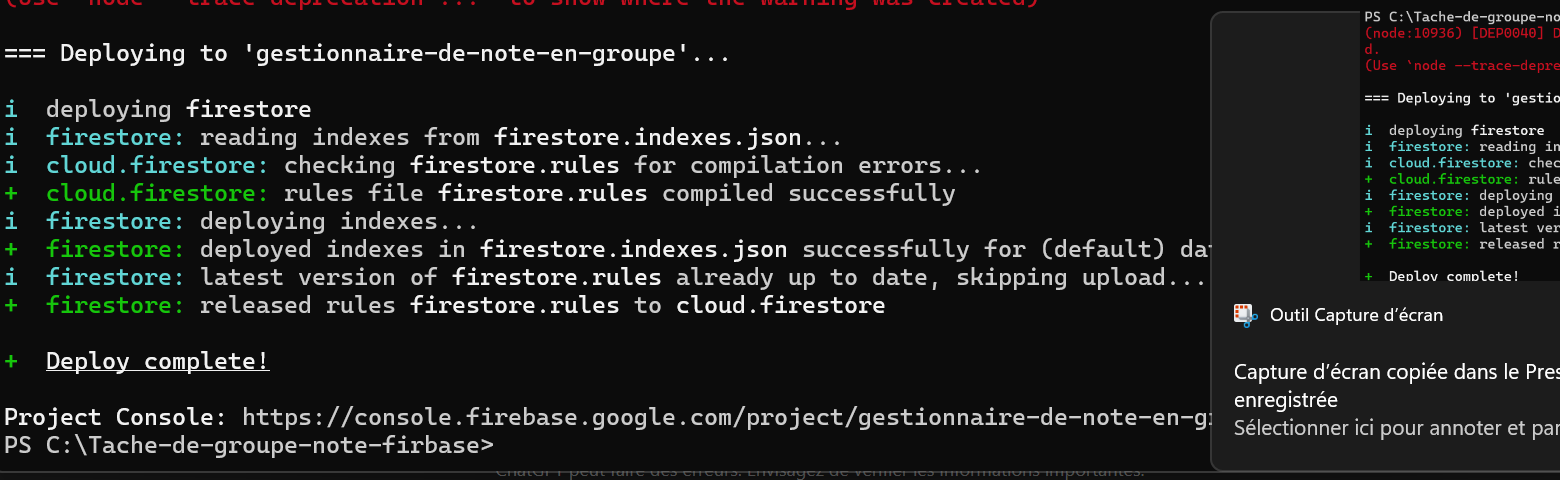 (Use `node --trace-deprecation ...` to show where the warning was created)
=== Deploying to 'gestionnaire-de-note-en-groupe'...
i deploying firestore
i firestore: reading indexes from firestore.indexes.json...
i cloud.firestore: checking firestore.rules for compilation errors...
+ cloud.firestore: rules file firestore.rules compiled successfully
i firestore: deploying indexes...
+ firestore: deployed indexes in firestore.indexes.json successfully for (default)
i firestore: latest version of firestore.rules already up to date, skipping upload...
+ firestore: released rules firestore.rules to cloud.firestore
+ Deploy complete!
Project Console: https://console.firebase.google.com/project/gestionnaire-de-note-en-g
PS C:\Tache-de-groupe-note-firbase>
ChatGPT peut faire des erreurs. Envisagez de vérifier les informations importantes.
PS C:\Tache-de-groupe-no
(node:10936) [DEP0040] D
d.
(Use `node --trace-depre
=== Deploying to 'gestio
i deploying firestore
i firestore: reading in
i cloud.firestore: chec
+ cloud.firestore: rule
i firestore: deploying
+ firestore: deployed i
i firestore: latest ver
+ firestore: released r
+ Deploy complete!
Outil Capture d'écran
Capture d'écran copiée dans le Pres
enregistrée
Sélectionner ici pour annoter et par